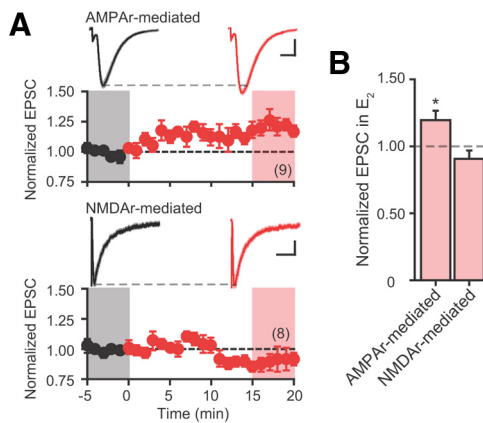 A
AMPAr-mediated
Normalized EPSC
1.50
1.25
1.00
0.75
(9)
NMDAr-mediated
Normalized EPSC
1.50
1.25
1.00
0.75
(8)
-5 0 5 10 15 20
Time (min)
B
Normalized EPSC in E₂
1.50
1.00
0.50
0
*
AMPAr-mediated
NMDAr-mediated